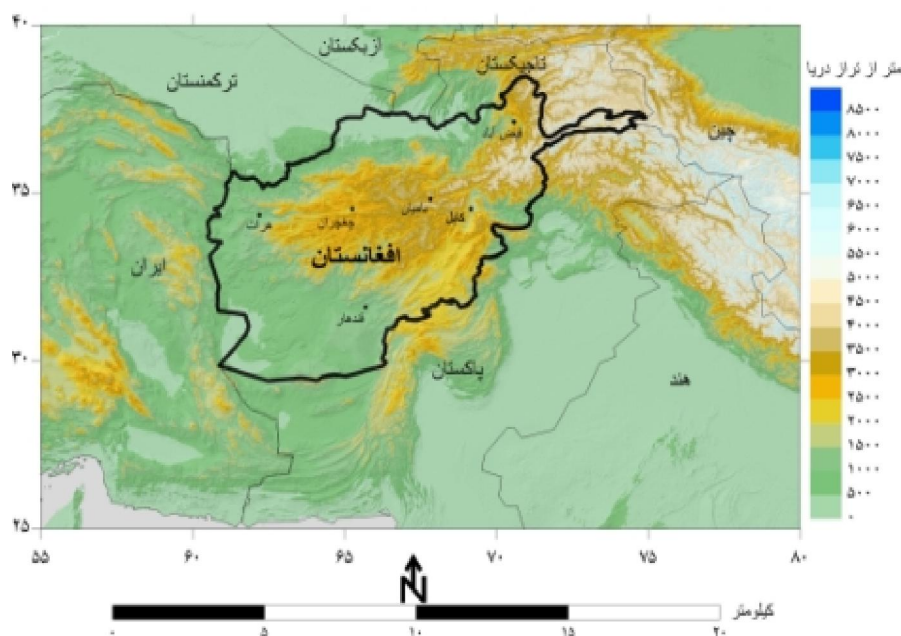 ۴۰
ازبکستان
تاجیکستان
ترکمنستان
متر از تراز دریا
۸۵۰۰
۸۰۰۰
۷۵۰۰
۷۰۰۰
۶۵۰۰
۶۰۰۰
۵۵۰۰
۵۰۰۰
۴۵۰۰
۴۰۰۰
۳۵۰۰
۳۰۰۰
۲۵۰۰
۲۰۰۰
۱۵۰۰
۱۰۰۰
۵۰۰
۰
چین
فیض آباد
۳۵
بامیان
کابل
چغچران
هرات
افغانستان
ایران
قندهار
۳۰
پاکستان
هند
۲۵
۵۵ ۶۰ ۶۵ ۷۰ ۷۵ ۸۰
N
کیلومتر
۰ ۵ ۱۰ ۱۵ ۲۰